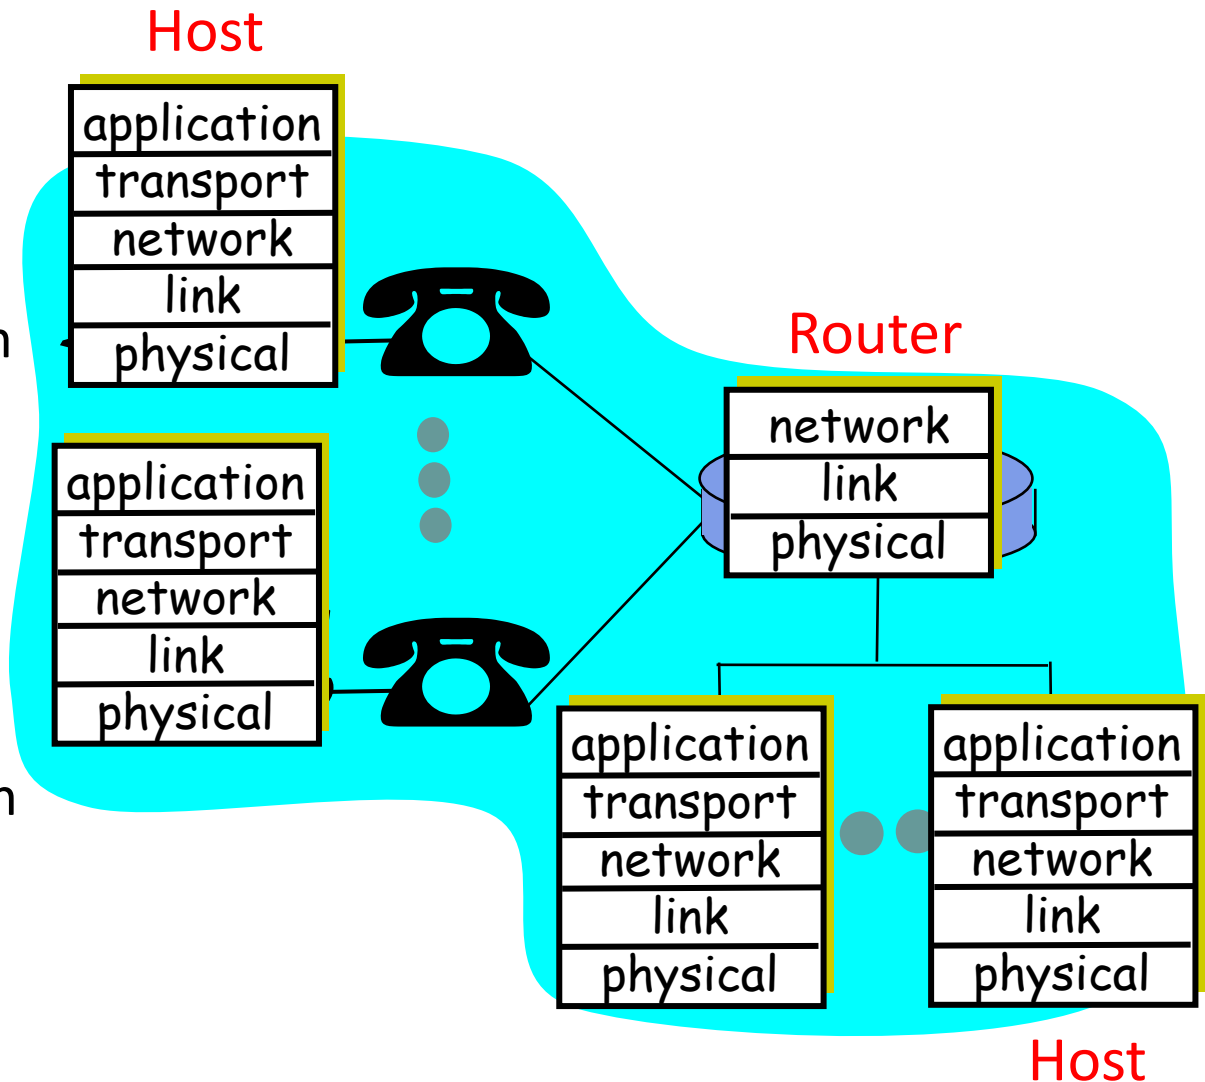 Host
application
transport
network
link
physical
n
application
transport
network
link
physical
n
Router
network
link
physical
application
transport
network
link
physical
application
transport
network
link
physical
Host